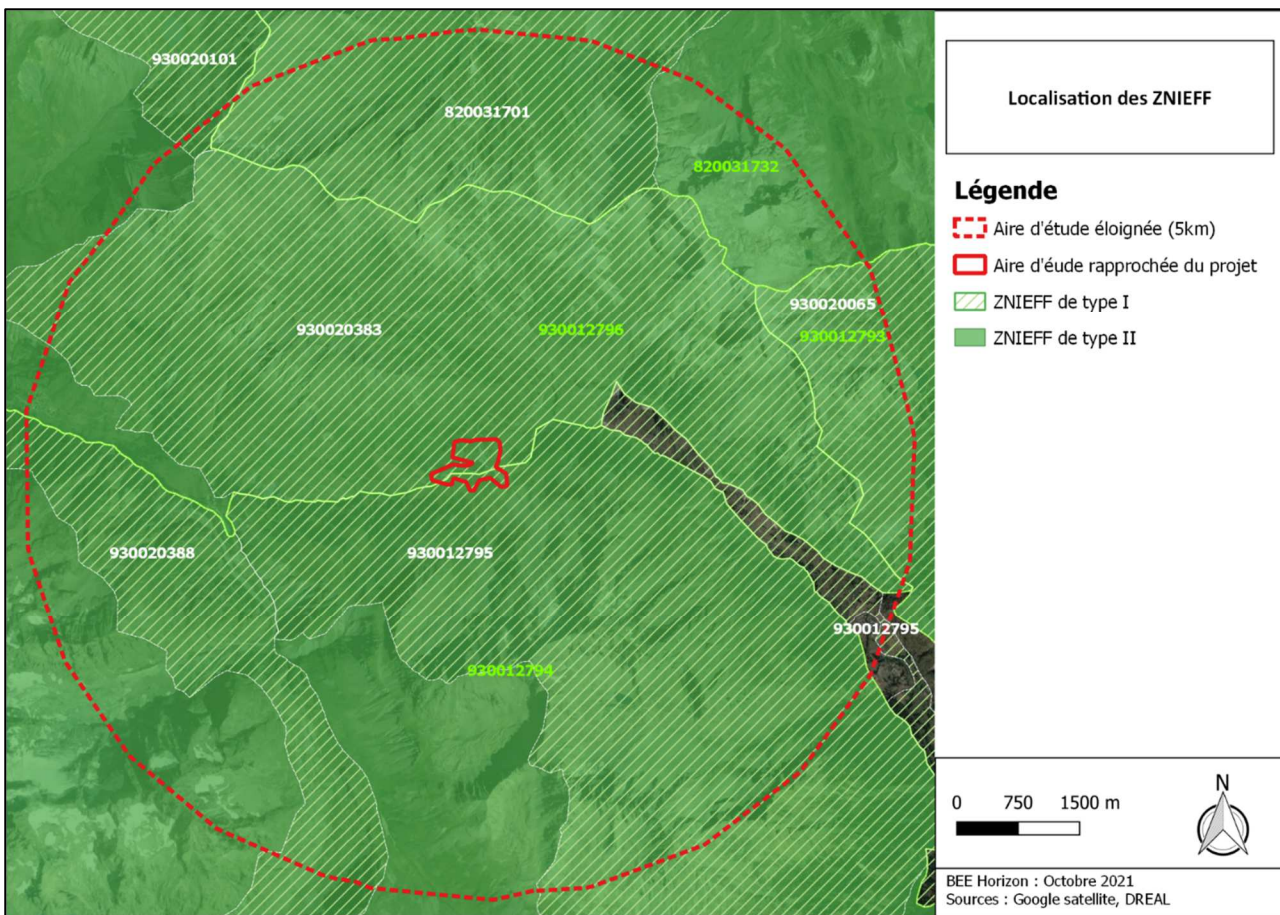 930020101
820031701
820031732
930020065
930020383
930012796
930012793
930020388
930012795
930012795
930012794
Localisation des ZNIEFF
Légende
Aire d'étude éloignée (5km)
Aire d'éude rapprochée du projet
ZNIEFF de type I
ZNIEFF de type II
N
0 750 1500 m
BEE Horizon : Octobre 2021
Sources : Google satellite, DREAL